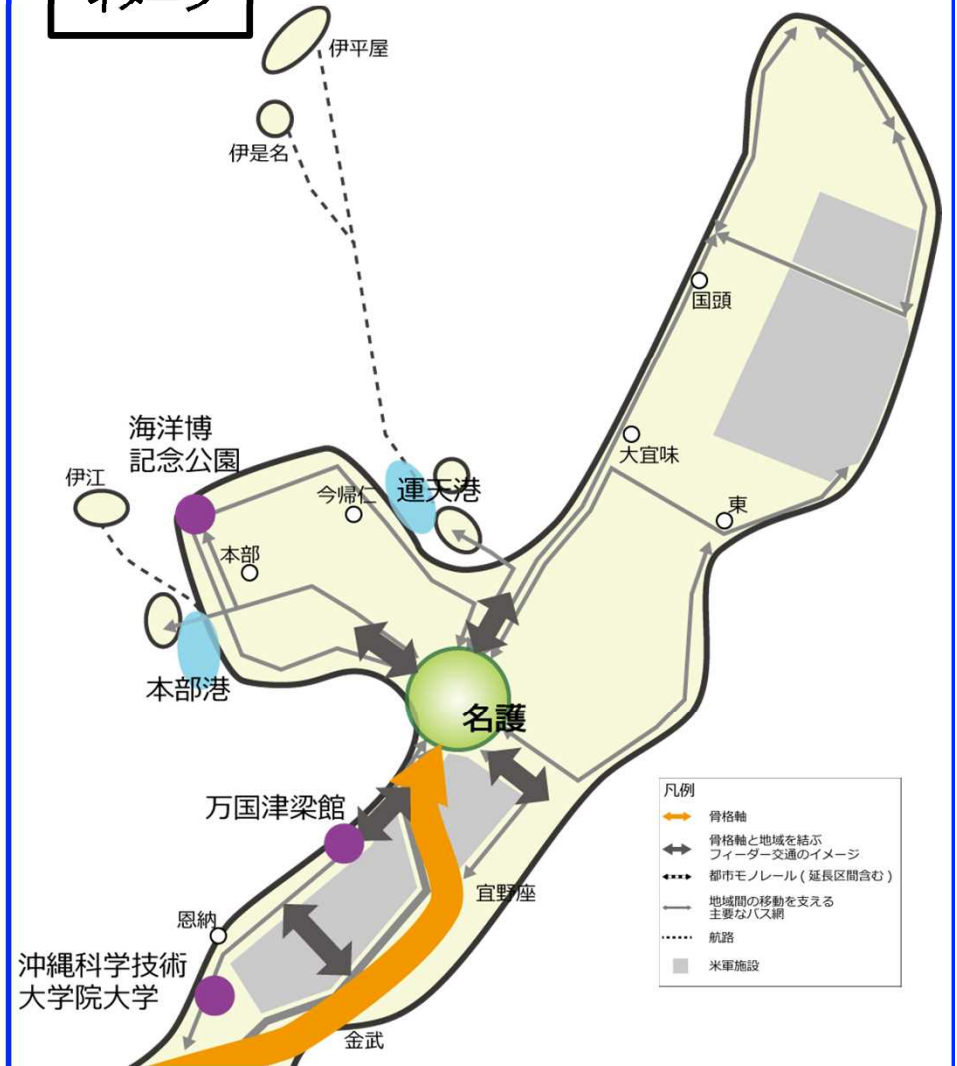 イメージ
伊平屋
伊是名
国頭
大宜味
海洋博
記念公園
伊江
今帰仁
運天港
東
本部
本部港
名護
万国津梁館
宜野座
恩納
沖縄科学技術
大学院大学
金武
凡例
骨格軸
骨格軸と地域を結ぶ
フィーダー交通のイメージ
都市モノレール ( 延長区間含む )
地域間の移動を支える
主要なバス網
航路
米軍施設